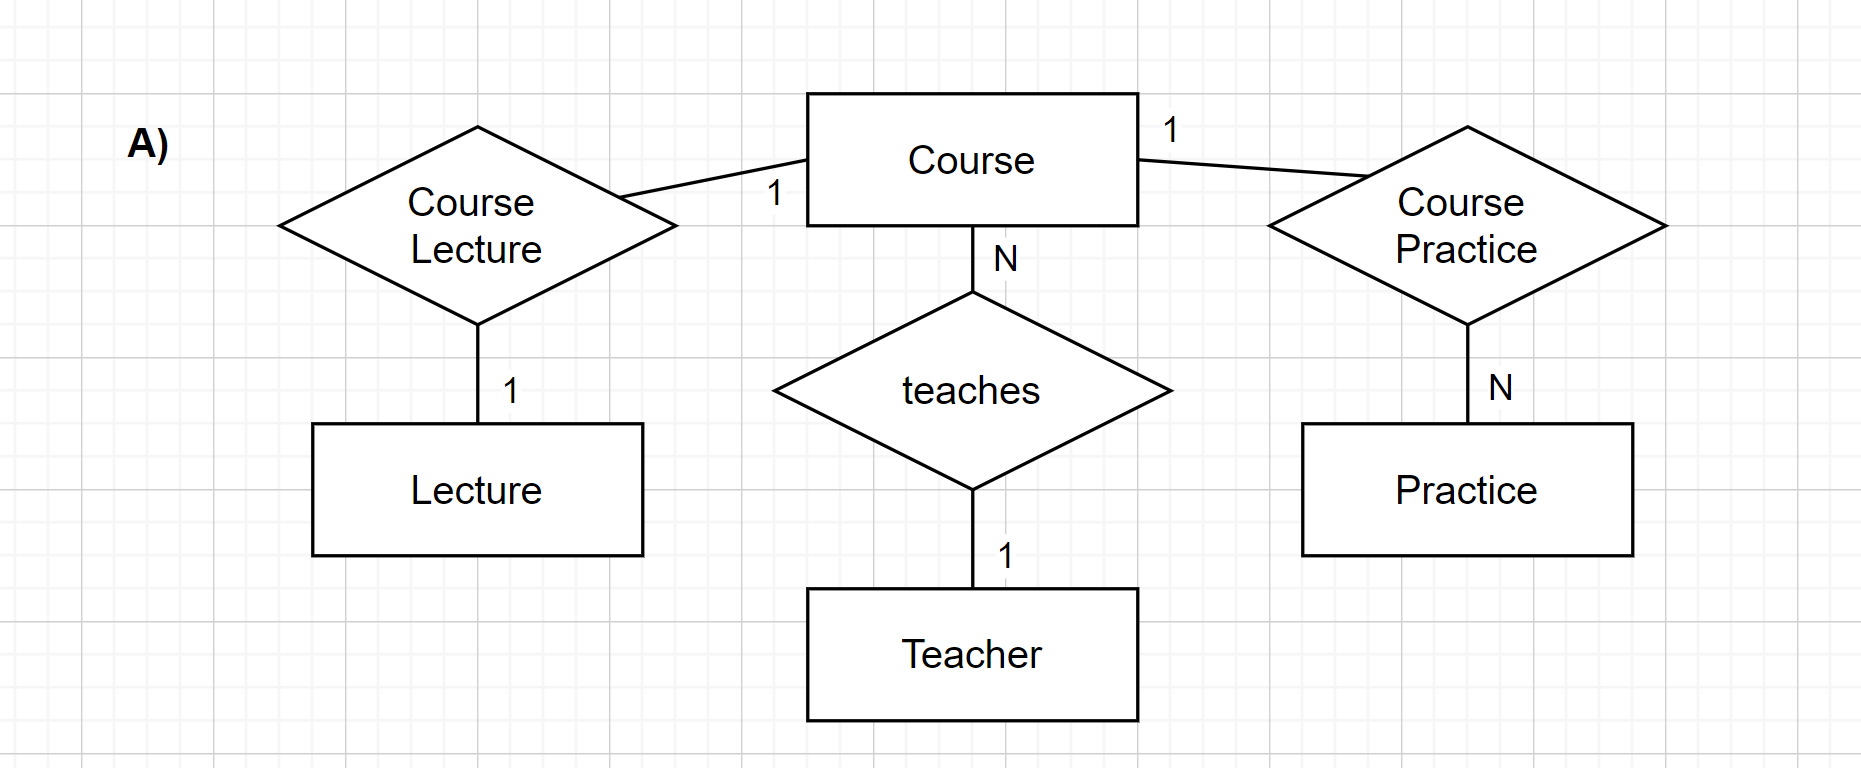 A)
Course
Lecture
1
Course
1
Course
Practice
N
teaches
1
N
Lecture
1
Teacher
Practice